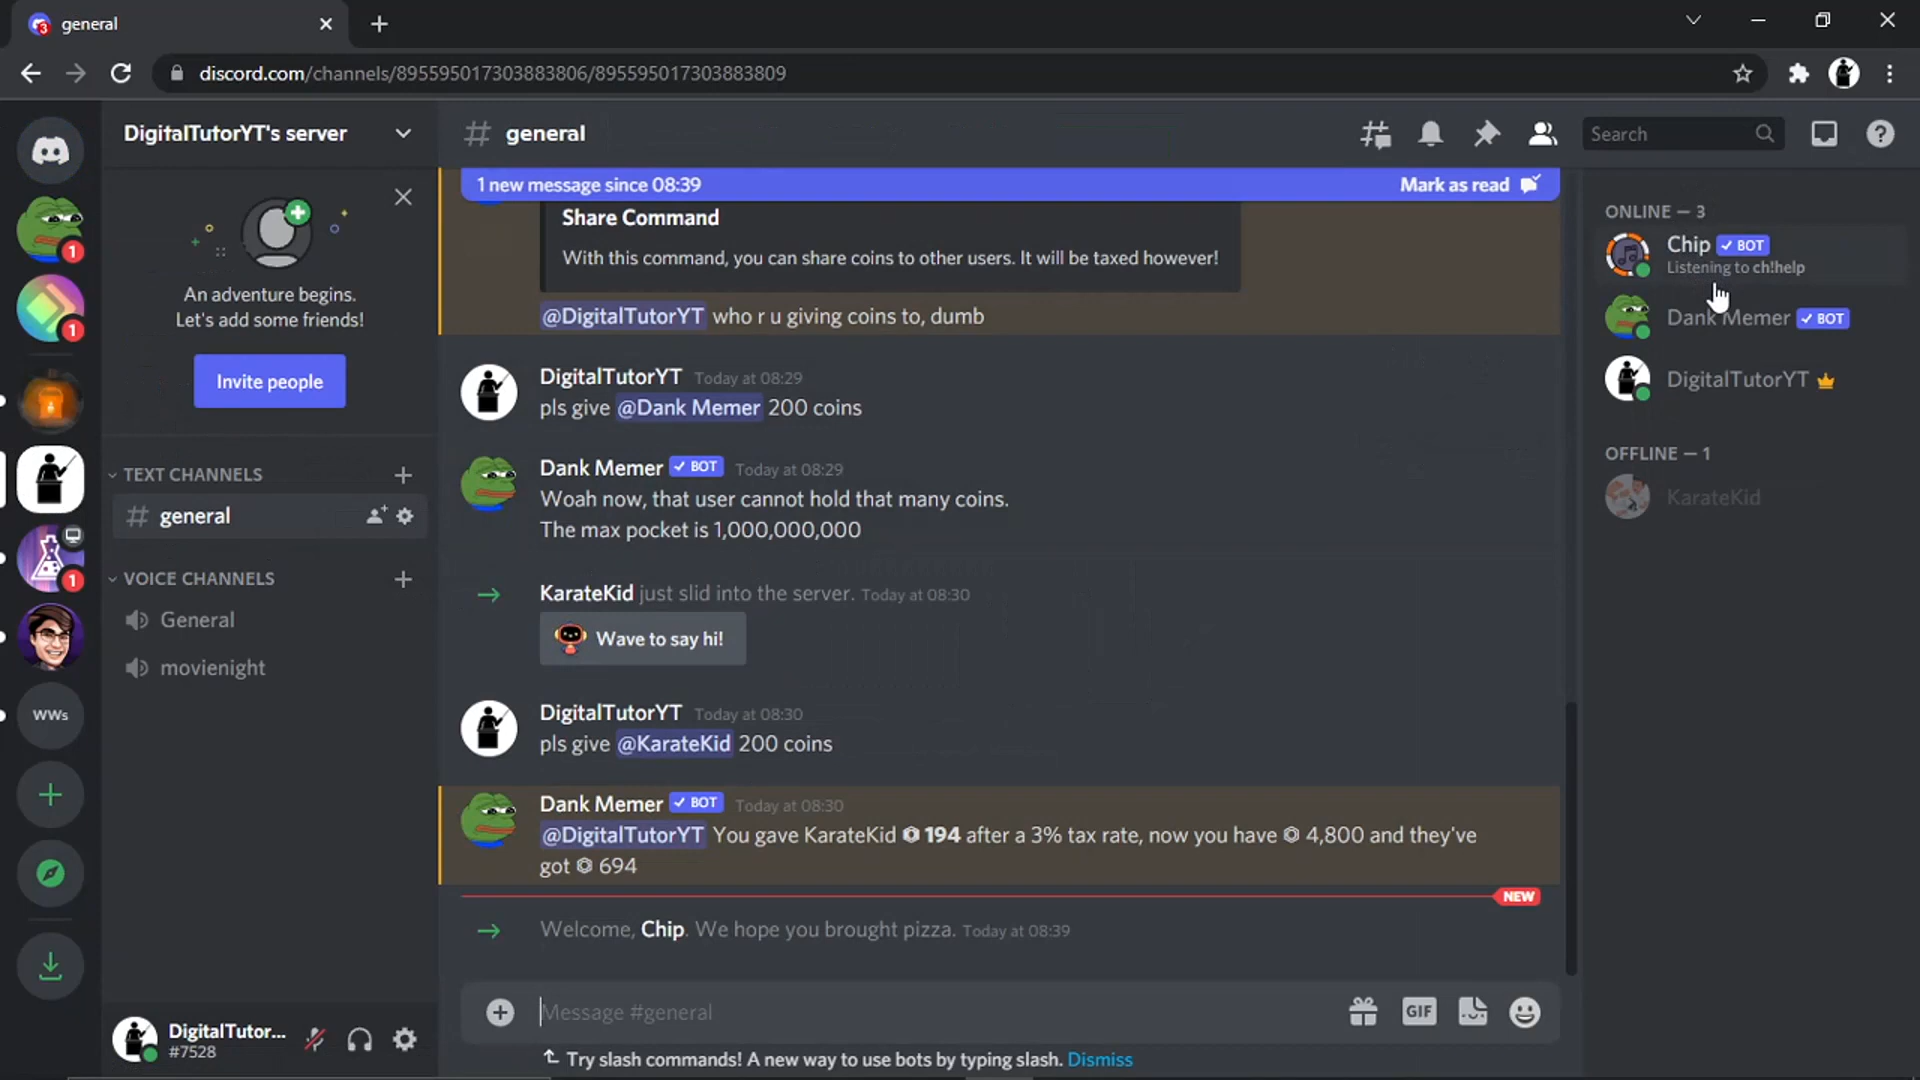 general
discord.com/channels/895595017303883806/895595017303883809
DigitalTutorYT's server
An adventure begins.
Let's add some friends!
Invite people
TEXT CHANNELS
general
VOICE CHANNELS
General
movienight
WWs
1
1
1
3
DigitalTutor...
#7528
# general
Search
1 new message since 08:39
Mark as read
Share Command
With this command, you can share coins to other users. It will be taxed however!
@DigitalTutorYT who r u giving coins to, dumb
DigitalTutorYT Today at 08:29
pls give @Dank Memer 200 coins
Dank Memer ✓ BOT Today at 08:29
Woah now, that user cannot hold that many coins.
The max pocket is 1,000,000,000
KarateKid just slid into the server. Today at 08:30
Wave to say hi!
DigitalTutorYT Today at 08:30
pls give @KarateKid 200 coins
Dank Memer ✓ BOT Today at 08:30
@DigitalTutorYT You gave KarateKid 194 after a 3% tax rate, now you have 4,800 and they've
got 694
NEW
Welcome, Chip. We hope you brought pizza. Today at 08:39
Message #general
GIF
Try slash commands! A new way to use bots by typing slash. Dismiss
ONLINE — 3
Chip ✓ BOT
Listening to ch!help
Dank Memer ✓ BOT
DigitalTutorYT
OFFLINE — 1
KarateKid